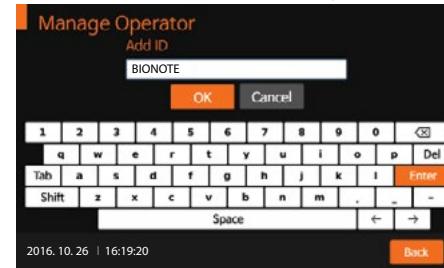 Manage Operator
Add ID
BIONOTE
OK Cancel
1 2 3 4 5 6 7 8 9 0
q w e r t y u i o p Del
Tab a s d f g h j k l Enter
Shift z x c v b n m . _ -
Space ← →
2016. 10. 26 | 16:19:20 Back